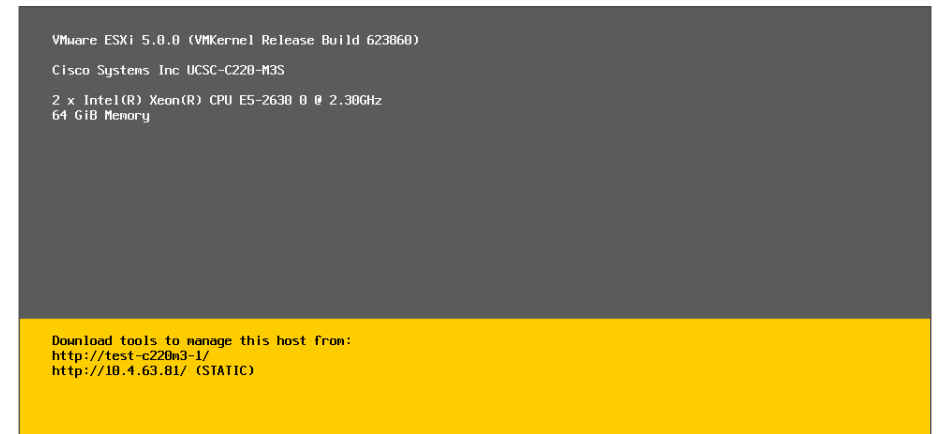 VMware ESXi 5.0.0 (VMKernel Release Build 623860)
Cisco Systems Inc UCSC-C220-M3S
2 x Intel(R) Xeon(R) CPU E5-2630 0 @ 2.30GHz
64 GiB Memory
Download tools to manage this host from:
http://test-c220m3-1/
http://10.4.63.81/ (STATIC)